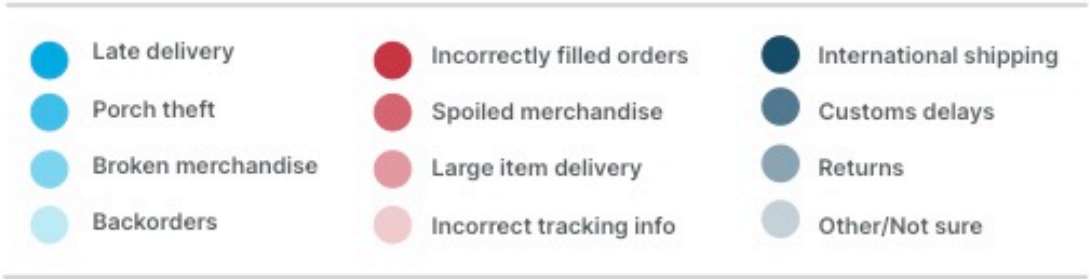 Late delivery
Porch theft
Broken merchandise
Backorders
Incorrectly filled orders
Spoiled merchandise
Large item delivery
Incorrect tracking info
International shipping
Customs delays
Returns
Other/Not sure